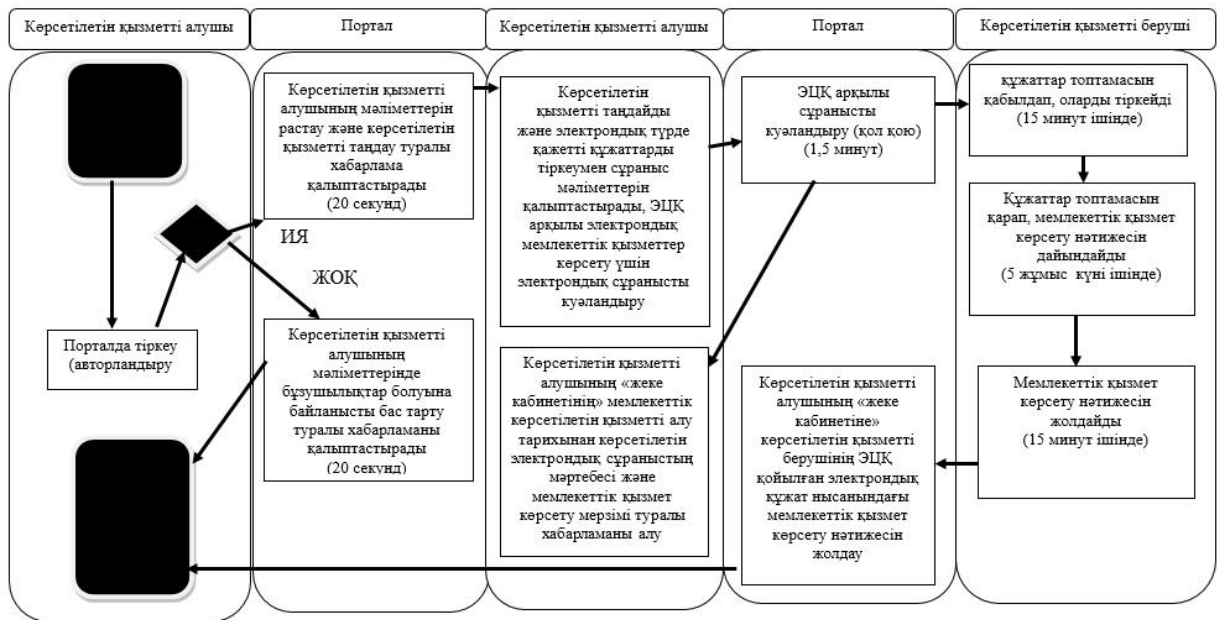 Көрсетілетін қызметті алушы
Портал
Көрсетілетін қызметті алушы
Портал
Көрсетілетін қызметті беруші
Порталда тіркеу
(авторландыру
Көрсетілетін қызметті
алушының мәліметтерін
растау және көрсетілетін
қызметті таңдау туралы
хабарлама
қалыптастырады
(20 секунд)
ИЯ
ЖОҚ
Көрсетілетін қызметті
алушының
мәліметтерінде
бұзушылықтар болуына
байланысты бас тарту
туралы хабарламаны
қалыптастырады
(20 секунд)
Көрсетілетін
қызметті таңдайды
және электрондық түрде
қажетті құжаттарды
тіркеумен сұраныс
мәліметтерін
қалыптастырады, ЭЦҚ
арқылы электрондық
мемлекеттік қызметтер
көрсету үшін
электрондық сұранысты
куәландыру
Көрсетілетін қызметті
алушының «жеке
кабинетінің» мемлекеттік
көрсетілетін қызметті алу
тарихынан көрсетілетін
электрондық сұраныстың
мәртебесі және
мемлекеттік қызмет
көрсету мерзімі туралы
хабарламаны алу
ЭЦҚ арқылы
сұранысты
куәландыру (қол қою)
(1,5 минут)
Көрсетілетін қызметті
алушының «жеке
кабинетіне»
көрсетілетін қызметті
берушінің ЭЦҚ
қойылған электрондық
құжат нысанындағы
мемлекеттік қызмет
көрсету нәтижесін
жолдау
құжаттар топтамасын
қабылдап, оларды тіркейді
(15 минут ішінде)
Құжаттар топтамасын
қарап, мемлекеттік қызмет
көрсету нәтижесін
дайындайды
(5 жұмыс күні ішінде)
Мемлекеттік қызмет
көрсету нәтижесін
жолдайды
(15 минут ішінде)